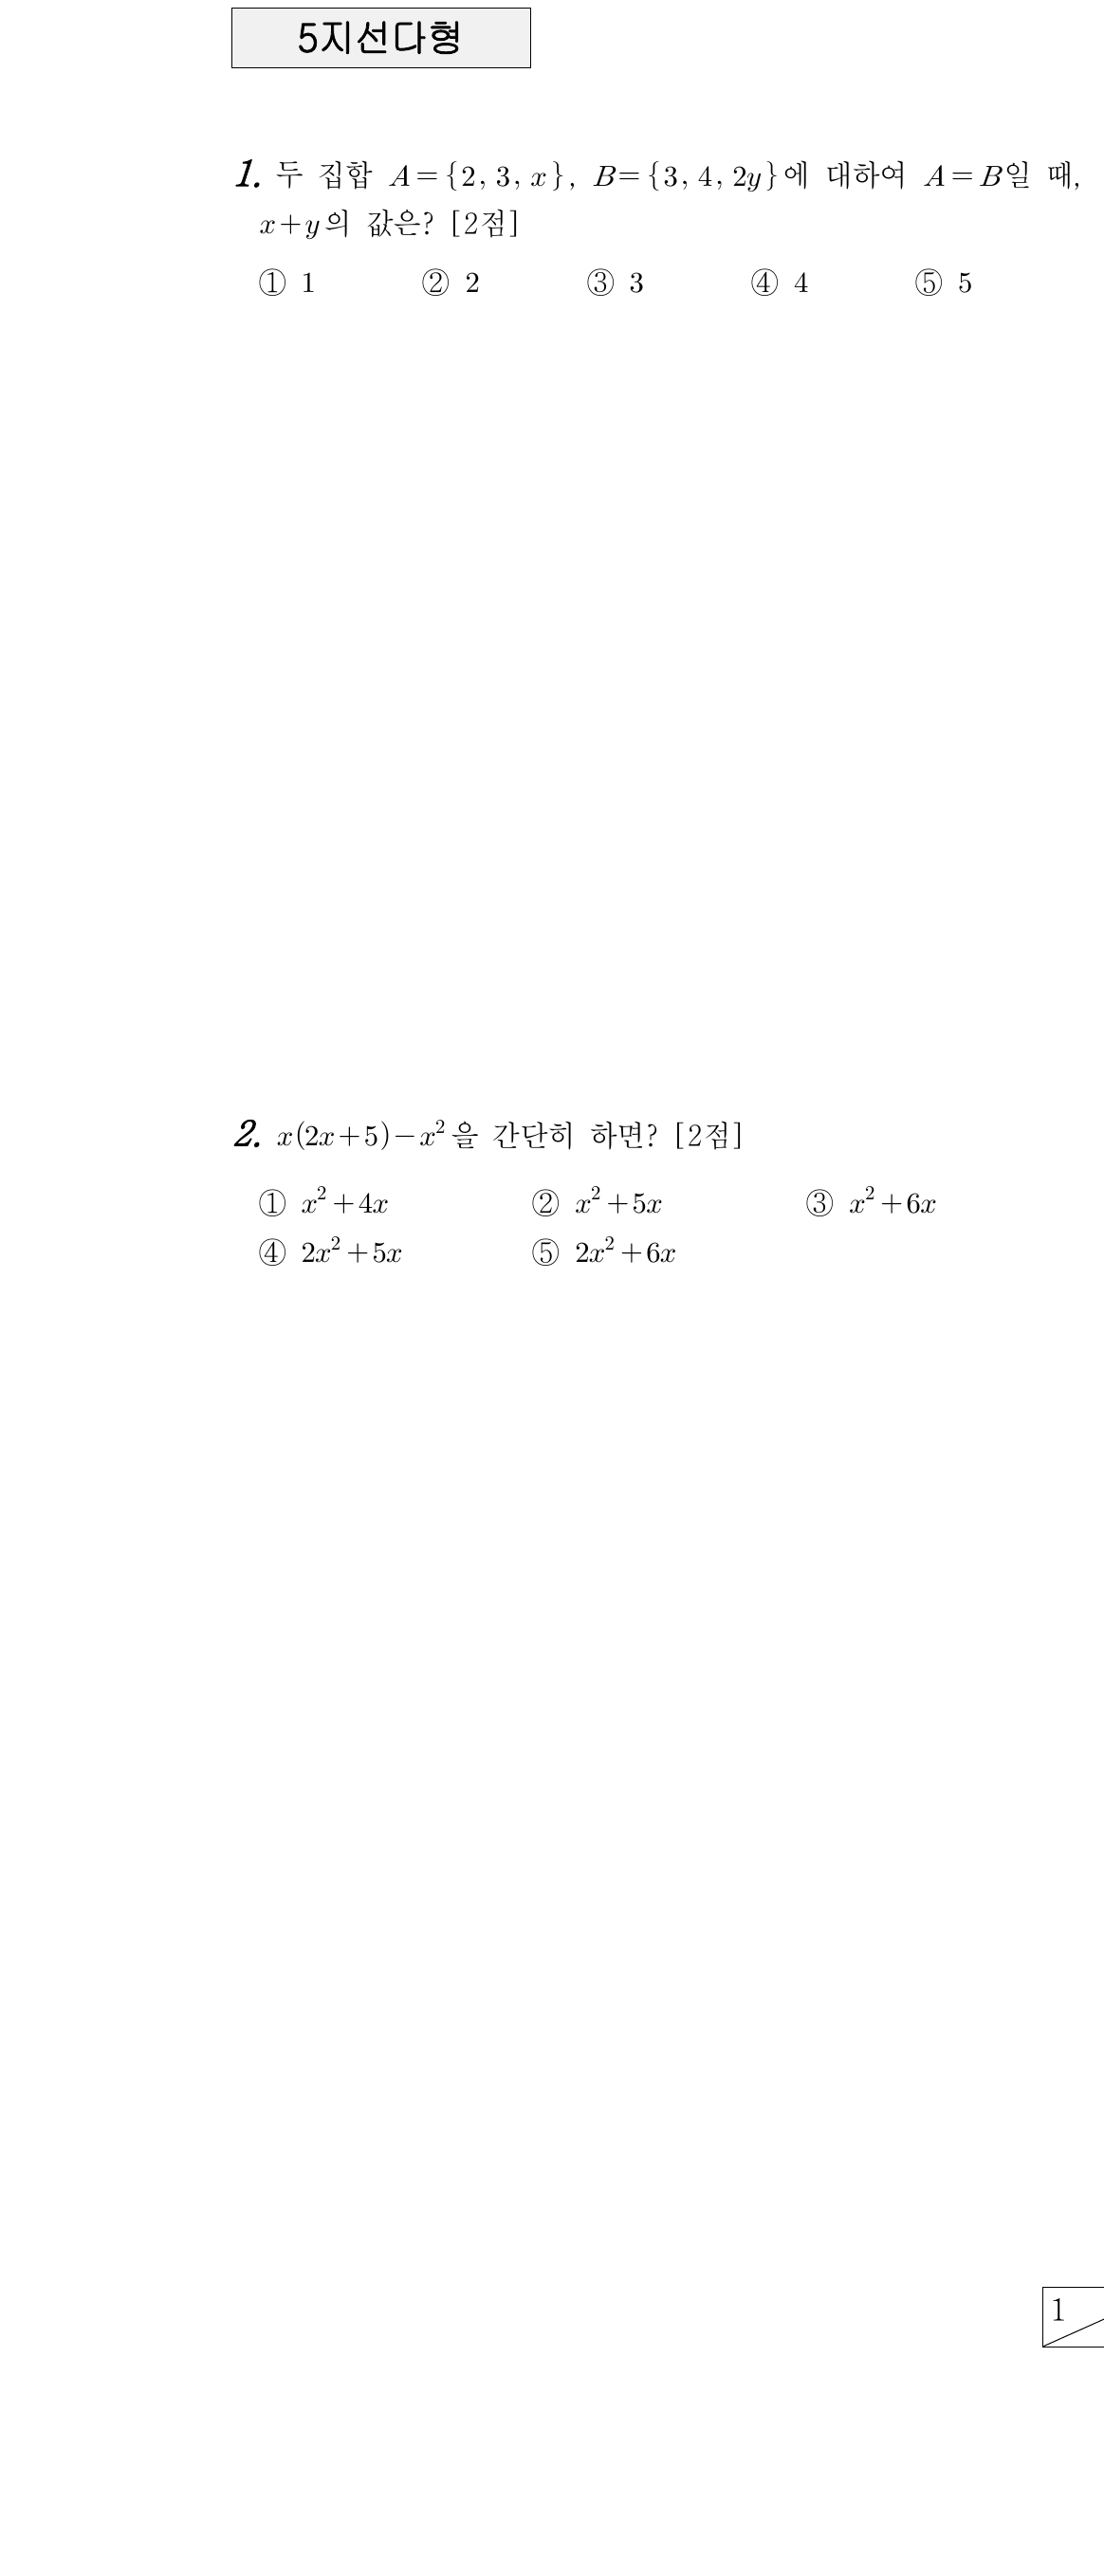 5지선다형
1. 두 집합 A={2, 3, x}, B={3, 4, 2y}에 대하여 A=B일 때,
x+y의 값은? [2점]
① 1 ② 2 ③ 3 ④ 4 ⑤ 5
2. x(2x+5)-x²을 간단히 하면? [2점]
① x²+4x ② x²+5x ③ x²+6x
④ 2x²+5x ⑤ 2x²+6x
1